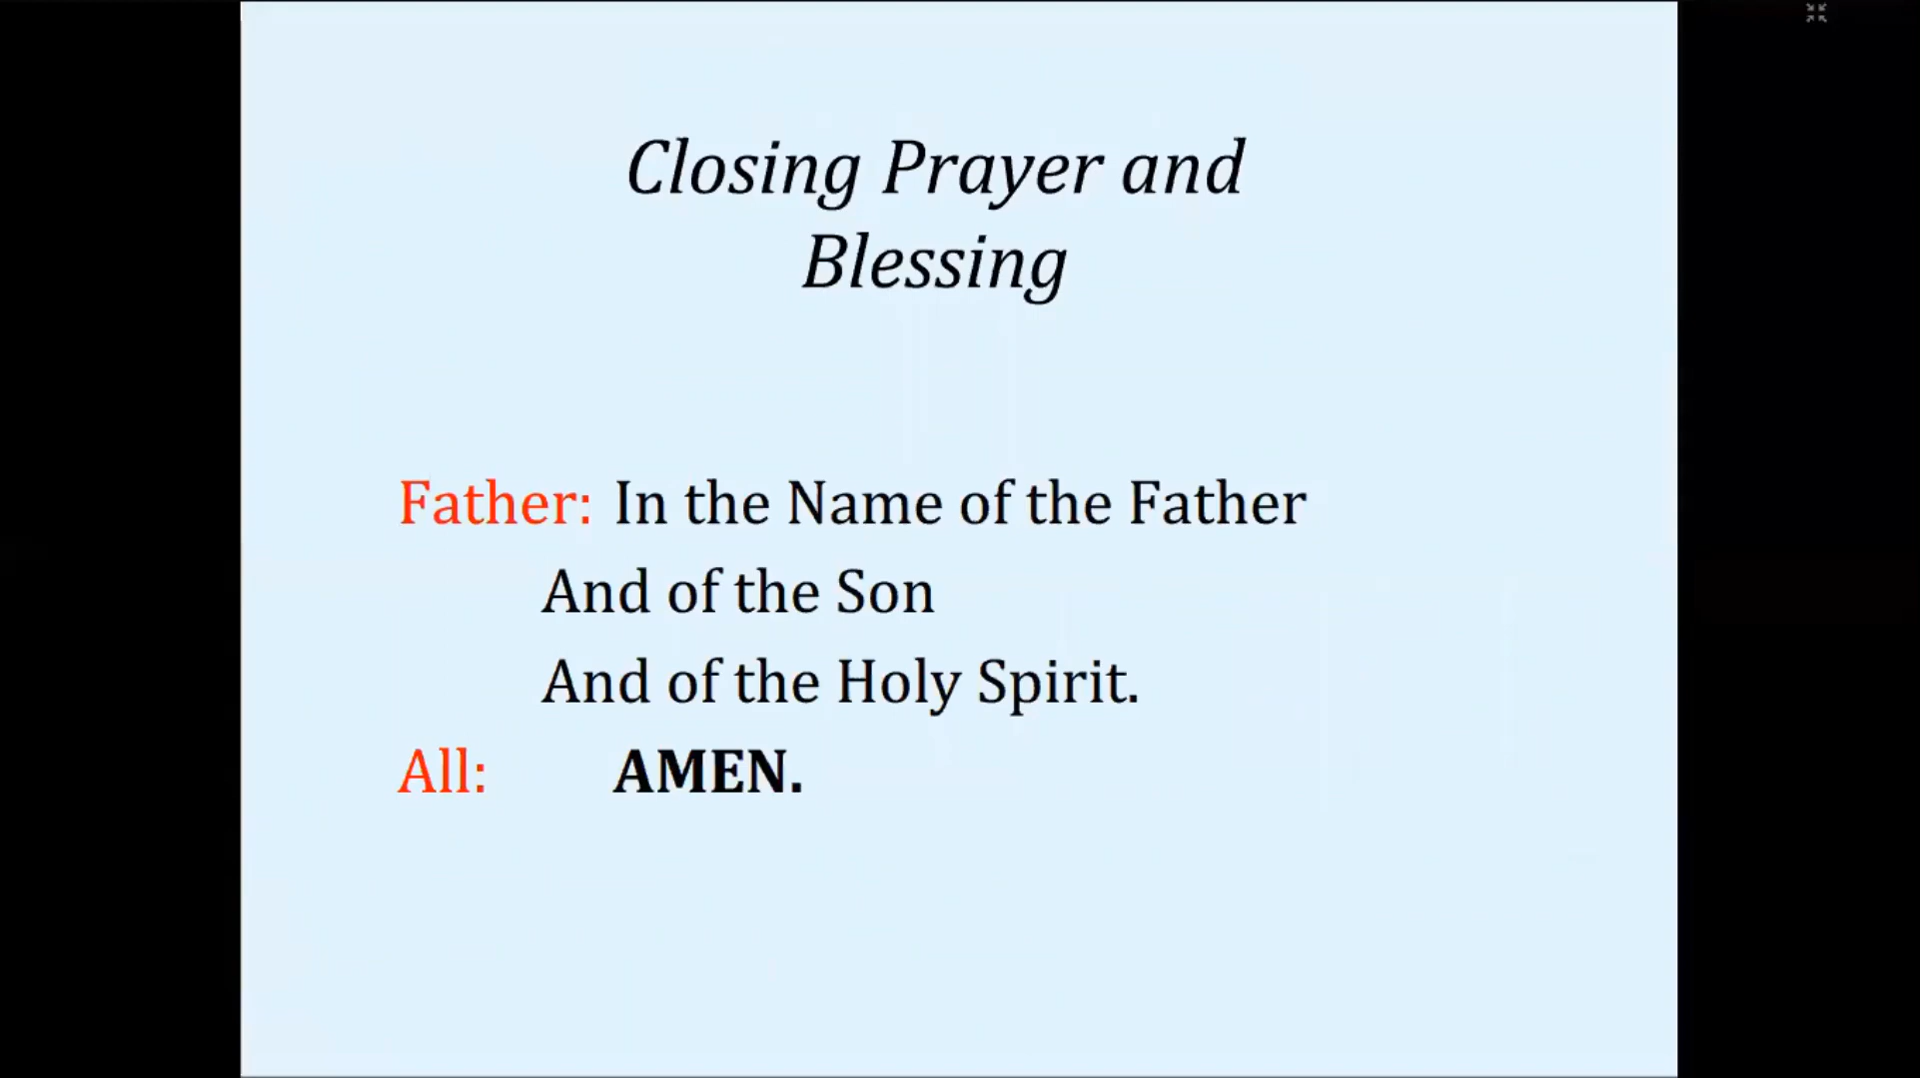 Closing Prayer and
Blessing
Father: In the Name of the Father
And of the Son
And of the Holy Spirit.
All: AMEN.